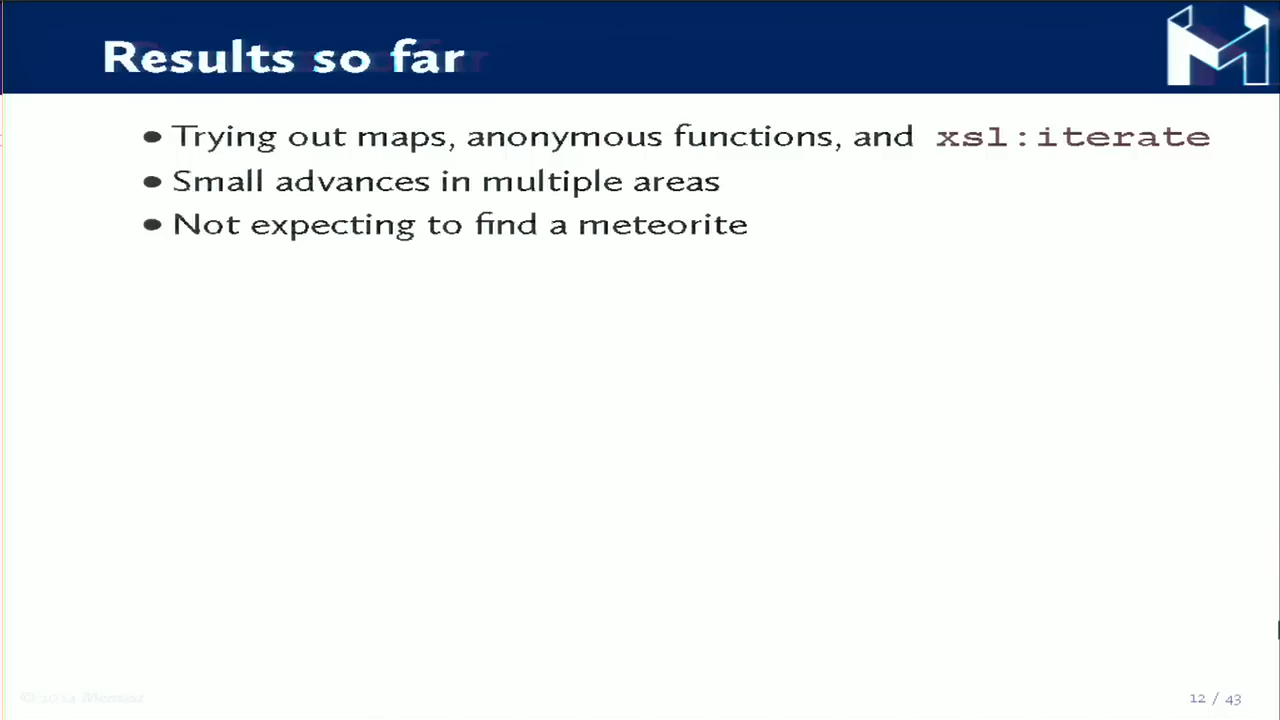 Results so far
• Trying out maps, anonymous functions, and xsl:iterate
• Small advances in multiple areas
• Not expecting to find a meteorite
12 / 43